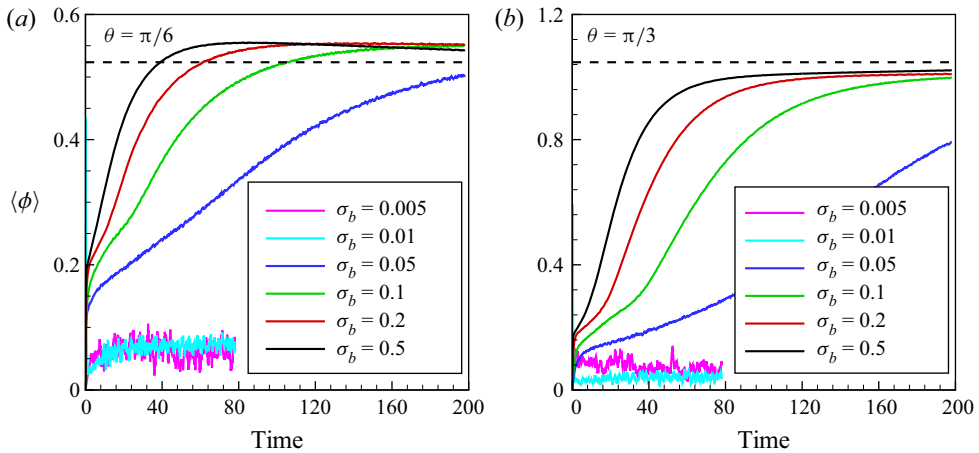 (a)
θ = π/6
0.6
0.4
0.2
0
⟨ϕ⟩
0 40 80 120 160 200
Time
σb = 0.005
σb = 0.01
σb = 0.05
σb = 0.1
σb = 0.2
σb = 0.5
(b)
θ = π/3
1.2
0.8
0.4
0
0 40 80 120 160 200
Time
σb = 0.005
σb = 0.01
σb = 0.05
σb = 0.1
σb = 0.2
σb = 0.5